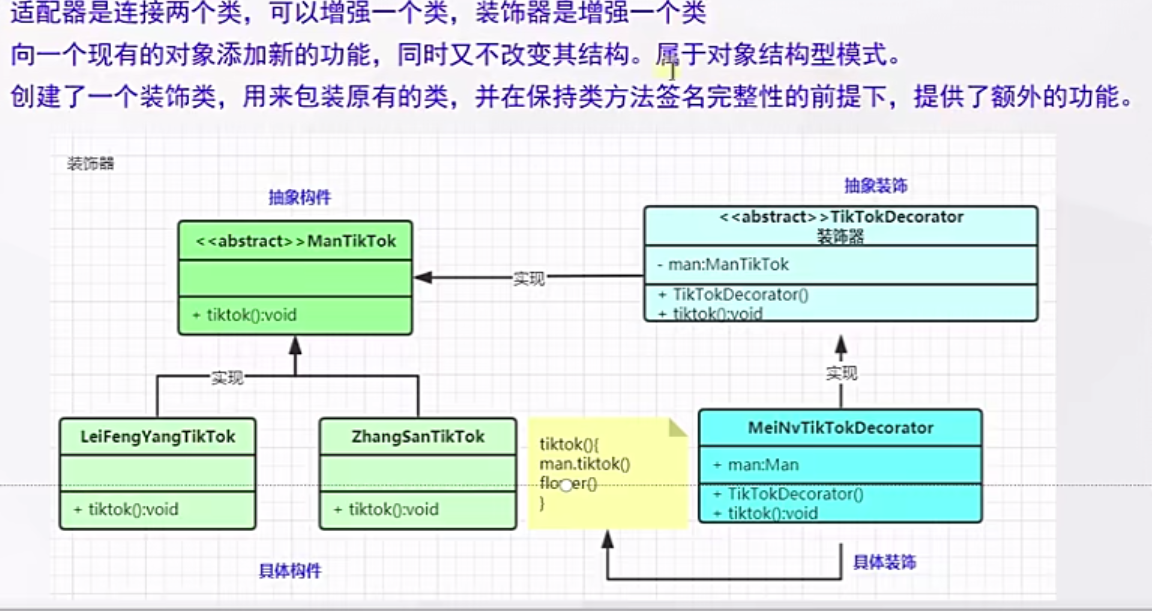 适配器是连接两个类，可以增强一个类，装饰器是增强一个类
向一个现有的对象添加新的功能，同时又不改变其结构。属于对象结构型模式。
创建了一个装饰类，用来包装原有的类，并在保持类方法签名完整性的前提下，提供了额外的功能。
装饰器
抽象构件
抽象装饰
<<abstract>>ManTikTok
+ tiktok():void
实现
<<abstract>>TikTokDecorator
装饰器
- man:ManTikTok
+ TikTokDecorator()
+ tiktok():void
实现
实现
LeiFengYangTikTok
+ tiktok():void
ZhangSanTikTok
+ tiktok():void
tiktok(){
man.tiktok()
flower()
}
MeiNvTikTokDecorator
+ man:Man
+ TikTokDecorator()
+ tiktok():void
具体构件
具体装饰